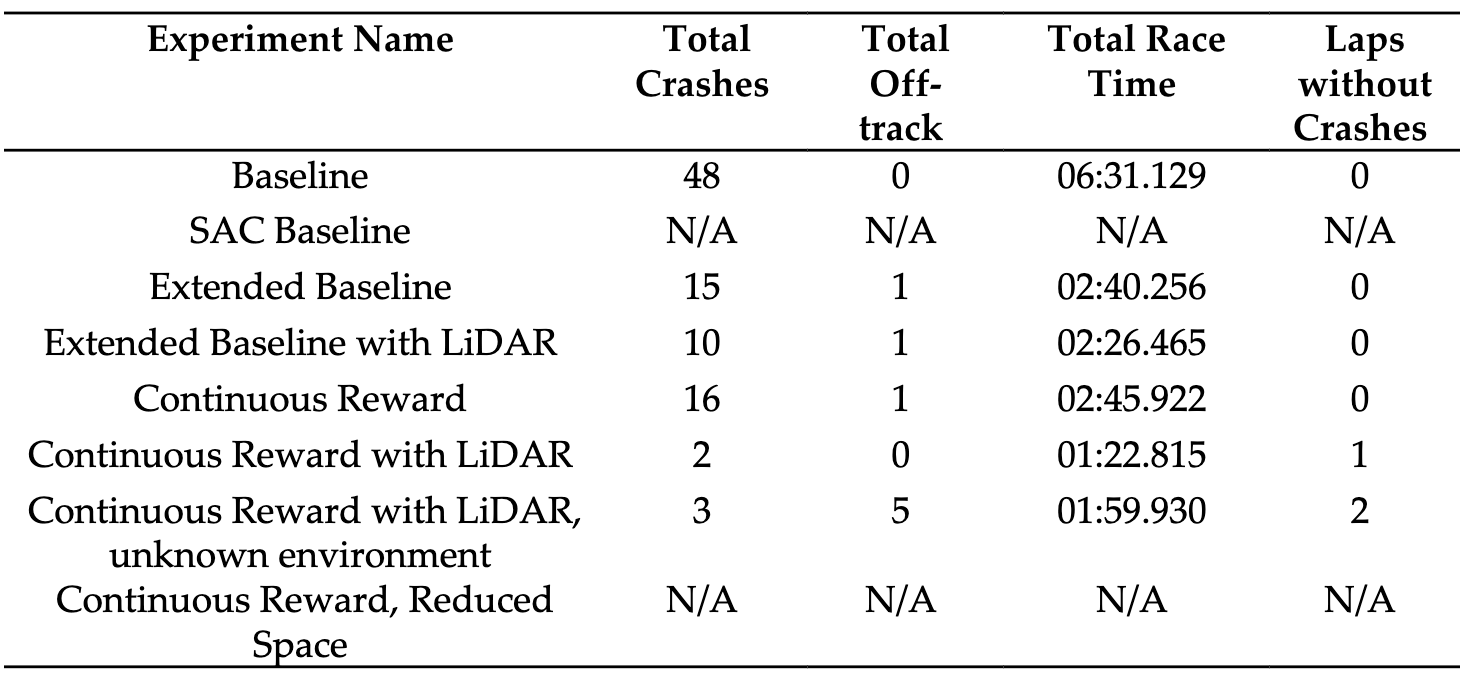 Experiment Name Total Crashes Total Off-track Total Race Time Laps without Crashes
Baseline 48 0 06:31.129 0
SAC Baseline N/A N/A N/A N/A
Extended Baseline 15 1 02:40.256 0
Extended Baseline with LiDAR 10 1 02:26.465 0
Continuous Reward 16 1 02:45.922 0
Continuous Reward with LiDAR 2 0 01:22.815 1
Continuous Reward with LiDAR, 3 5 01:59.930 2
unknown environment
Continuous Reward, Reduced N/A N/A N/A N/A
Space